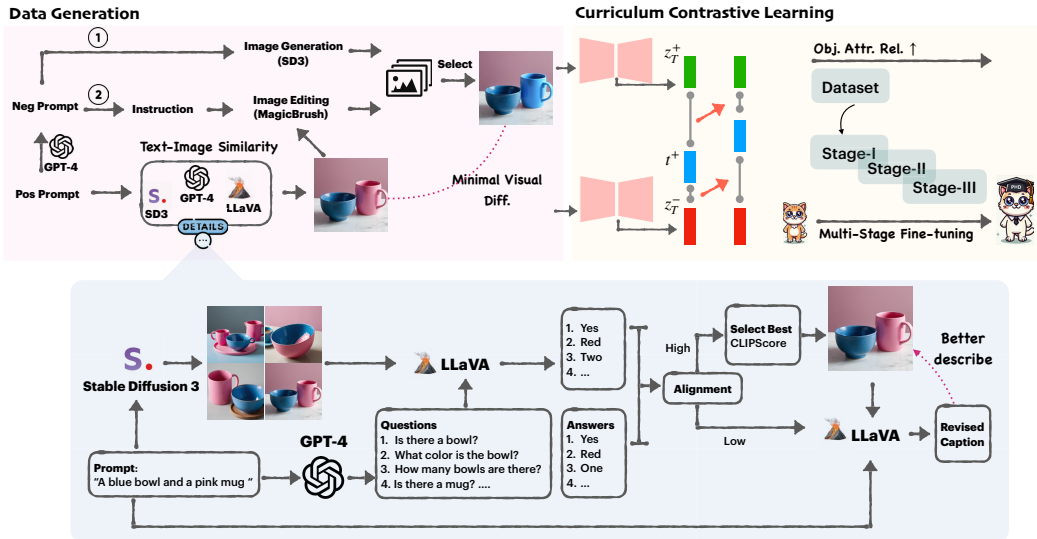 Data Generation
Curriculum Contrastive Learning
1
Image Generation
(SD3)
Select
Neg Prompt
2
Instruction
Image Editing
(MagicBrush)
GPT-4
Text-Image Similarity
Pos Prompt
S.
SD3
GPT-4
LLaVA
DETAILS
...
Minimal Visual
Diff.
z_T^+
t^+
z_T^-
Obj. Attr. Rel. ↑
Dataset
Stage-I
Stage-II
Stage-III
PHD
Multi-Stage Fine-tuning
S.
Stable Diffusion 3
LLaVA
1. Yes
2. Red
3. Two
4. ...
High
Select Best
CLIPScore
Better
describe
Alignment
Low
LLaVA
Revised
Caption
GPT-4
Questions
1. Is there a bowl?
2. What color is the bowl?
3. How many bowls are there?
4. Is there a mug? ....
Answers
1. Yes
2. Red
3. One
4. ...
Prompt:
“A blue bowl and a pink mug ”